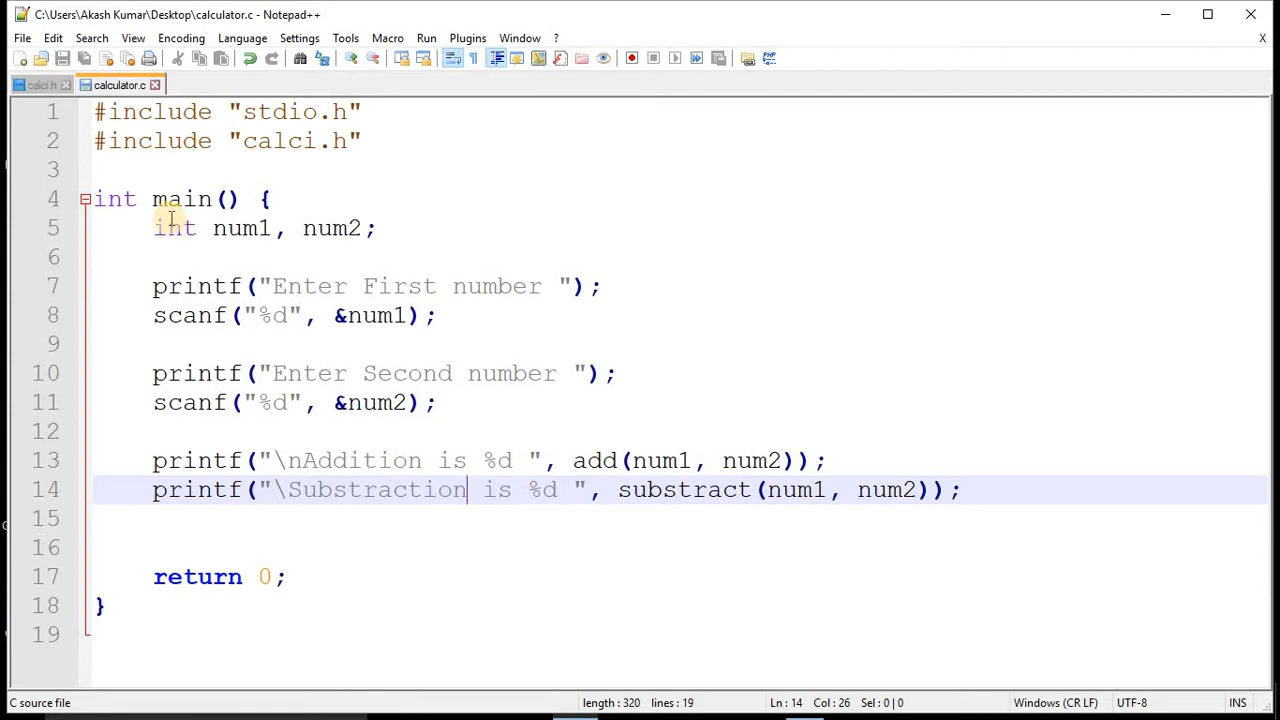 C:\Users\Akash Kumar\Desktop\calculator.c - Notepad++
File Edit Search View Encoding Language Settings Tools Macro Run Plugins Window ? X
calci.h calculator.c
1 #include "stdio.h"
2 #include "calci.h"
3
4 int main() {
5 int num1, num2;
6
7 printf("Enter First number ");
8 scanf("%d", &num1);
9
10 printf("Enter Second number ");
11 scanf("%d", &num2);
12
13 printf("\nAddition is %d ", add(num1, num2));
14 printf("\Substraction is %d ", substract(num1, num2));
15
16
17 return 0;
18 }
19
C source file length : 320 lines : 19 Ln : 14 Col : 26 Sel : 0 | 0 Windows (CR LF) UTF-8 INS